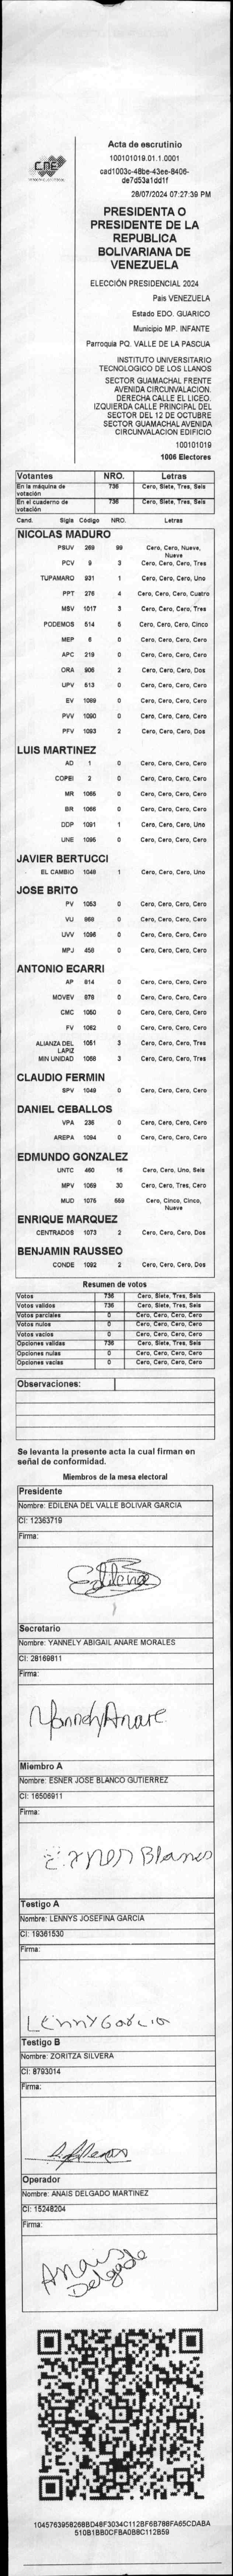 CNE
Acta de escrutinio
100101019.01.1.0001
cad1003c-48be-43ee-8406-
de7d53a1dd1f
28/07/2024 07:27:39 PM
PRESIDENTA O
PRESIDENTE DE LA
REPUBLICA
BOLIVARIANA DE
VENEZUELA
ELECCIÓN PRESIDENCIAL 2024
País VENEZUELA
Estado EDO. GUARICO
Municipio MP. INFANTE
Parroquia PQ. VALLE DE LA PASCUA
INSTITUTO UNIVERSITARIO
TECNOLOGICO DE LOS LLANOS
SECTOR GUAMACHAL FRENTE
AVENIDA CIRCUNVALACION.
DERECHA CALLE EL LICEO.
IZQUIERDA CALLE PRINCIPAL DEL
SECTOR DEL 12 DE OCTUBRE
SECTOR GUAMACHAL AVENIDA
CIRCUNVALACION EDIFICIO
100101019
1006 Electores
Votantes NRO. Letras
En la máquina de votación 736 Cero, Siete, Tres, Seis
En el cuaderno de votación 736 Cero, Siete, Tres, Seis
Cand. Sigla Código NRO. Letras
NICOLAS MADURO
PSUV 269 99 Cero, Cero, Nueve, Nueve
PCV 9 3 Cero, Cero, Cero, Tres
TUPAMARO 931 1 Cero, Cero, Cero, Uno
PPT 276 4 Cero, Cero, Cero, Cuatro
MSV 1017 3 Cero, Cero, Cero, Tres
PODEMOS 514 5 Cero, Cero, Cero, Cinco
MEP 6 0 Cero, Cero, Cero, Cero
APC 219 0 Cero, Cero, Cero, Cero
ORA 906 2 Cero, Cero, Cero, Dos
UPV 513 0 Cero, Cero, Cero, Cero
EV 1089 0 Cero, Cero, Cero, Cero
PVV 1090 0 Cero, Cero, Cero, Cero
PFV 1093 2 Cero, Cero, Cero, Dos
LUIS MARTINEZ
AD 1 0 Cero, Cero, Cero, Cero
COPEI 2 0 Cero, Cero, Cero, Cero
MR 1065 0 Cero, Cero, Cero, Cero
BR 1066 0 Cero, Cero, Cero, Cero
DDP 1091 1 Cero, Cero, Cero, Uno
UNE 1095 0 Cero, Cero, Cero, Cero
JAVIER BERTUCCI
EL CAMBIO 1048 1 Cero, Cero, Cero, Uno
JOSE BRITO
PV 1053 0 Cero, Cero, Cero, Cero
VU 968 0 Cero, Cero, Cero, Cero
UVV 1096 0 Cero, Cero, Cero, Cero
MPJ 458 0 Cero, Cero, Cero, Cero
ANTONIO ECARRI
AP 814 0 Cero, Cero, Cero, Cero
MOVEV 978 0 Cero, Cero, Cero, Cero
CMC 1050 0 Cero, Cero, Cero, Cero
FV 1062 0 Cero, Cero, Cero, Cero
ALIANZA DEL LAPIZ 1051 3 Cero, Cero, Cero, Tres
MIN UNIDAD 1058 3 Cero, Cero, Cero, Tres
CLAUDIO FERMIN
SPV 1049 0 Cero, Cero, Cero, Cero
DANIEL CEBALLOS
VPA 236 0 Cero, Cero, Cero, Cero
AREPA 1094 0 Cero, Cero, Cero, Cero
EDMUNDO GONZALEZ
UNTC 460 16 Cero, Cero, Uno, Seis
MPV 1069 30 Cero, Cero, Tres, Cero
MUD 1075 559 Cero, Cinco, Cinco, Nueve
ENRIQUE MARQUEZ
CENTRADOS 1073 2 Cero, Cero, Cero, Dos
BENJAMIN RAUSSEO
CONDE 1092 2 Cero, Cero, Cero, Dos
Resumen de votos
Votos 736 Cero, Siete, Tres, Seis
Votos validos 736 Cero, Siete, Tres, Seis
Votos parciales 0 Cero, Cero, Cero, Cero
Votos nulos 0 Cero, Cero, Cero, Cero
Votos vacios 0 Cero, Cero, Cero, Cero
Opciones validas 736 Cero, Siete, Tres, Seis
Opciones nulas 0 Cero, Cero, Cero, Cero
Opciones vacias 0 Cero, Cero, Cero, Cero
Observaciones:
Se levanta la presente acta la cual firman en
señal de conformidad.
Miembros de la mesa electoral
Presidente
Nombre: EDILENA DEL VALLE BOLIVAR GARCIA
CI: 12363719
Firma:
Edilena
Secretario
Nombre: YANNELY ABIGAIL ANARE MORALES
CI: 28169811
Firma:
Yannely Anare
Miembro A
Nombre: ESNER JOSE BLANCO GUTIERREZ
CI: 16506911
Firma:
Esner Blanco
Testigo A
Nombre: LENNYS JOSEFINA GARCIA
CI: 19361530
Firma:
Lenny Garcia
Testigo B
Nombre: ZORITZA SILVERA
CI: 8793014
Firma:
Operador
Nombre: ANAIS DELGADO MARTINEZ
CI: 15248204
Firma:
Anais
Delgado